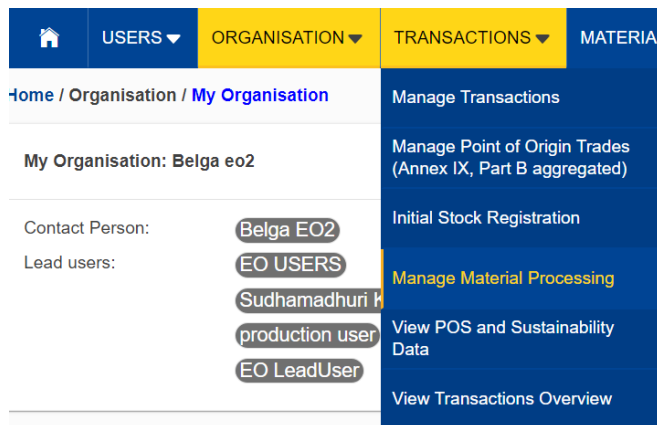 USERS ORGANISATION TRANSACTIONS
Home / Organisation / My Organisation
Manage Transactions
My Organisation: Belga eo2
Manage Point of Origin Trades
(Annex IX, Part B aggregated)
Initial Stock Registration
Contact Person: Belga EO2
Lead users: EO USERS
Manage Material Processing
Sudhamadhuri
production user
View POS and Sustainability
Data
EO LeadUser
View Transactions Overview